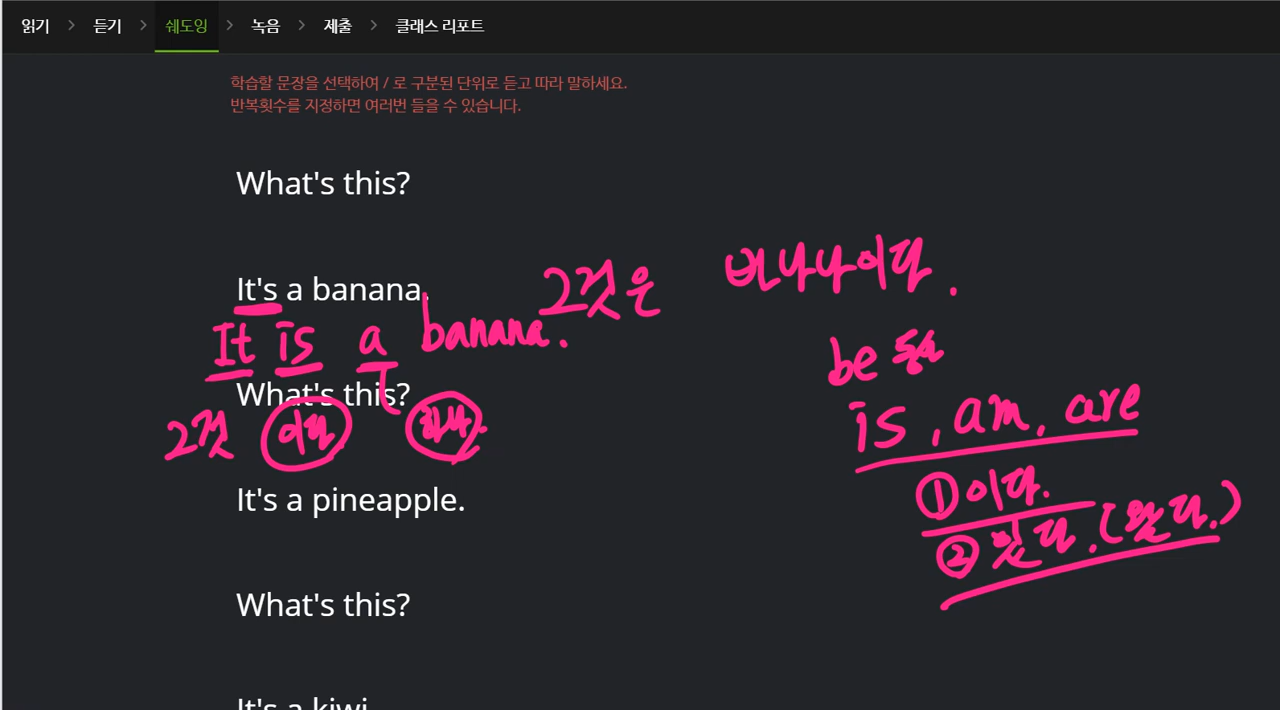 읽기 > 듣기 > 쉐도잉 > 녹음 > 제출 > 클래스 리포트
학습할 문장을 선택하여 / 로 구분된 단위로 듣고 따라 말하세요.
반복횟수를 지정하면 여러번 들을 수 있습니다.
What's this?
It's a banana.
그것은 바나나이다.
It is a banana.
be
What's this?
그것 이다 하나
is, am, are
It's a pineapple.
① 이다.
② 있다.
What's this?
It's a kiwi.